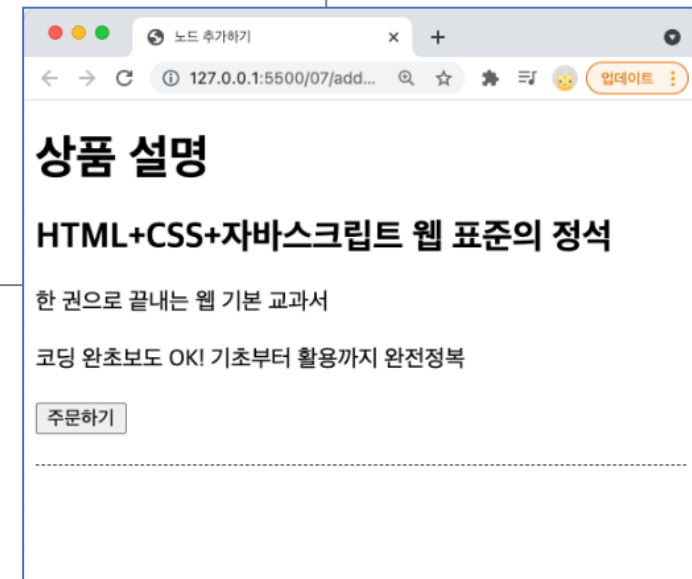 노드 추가하기
127.0.0.1:5500/07/add...
업데이트
상품 설명
HTML+CSS+자바스크립트 웹 표준의 정석
한 권으로 끝내는 웹 기본 교과서
코딩 완초보도 OK! 기초부터 활용까지 완전정복
주문하기